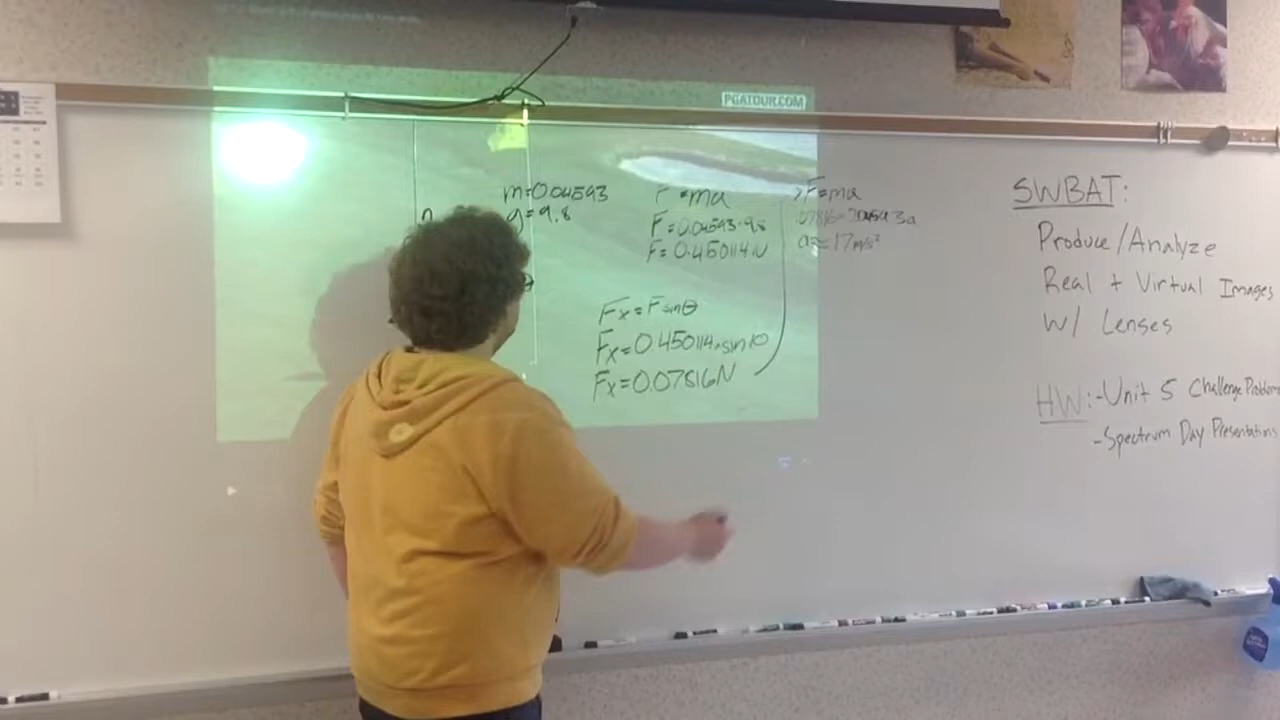 PGATOUR.COM
m=0.04593
g=9.8
F=ma
F=0.04593·9.8
F=0.450114N
Fx=Fsinθ
Fx=0.450114·sin10
Fx=0.07816N
F=ma
a=≈17m/s²
SWBAT:
Produce/Analyze
Real + Virtual Images
W/ Lenses
HW:-Unit 5 Challenge Problems
-Spectrum Day Presentations